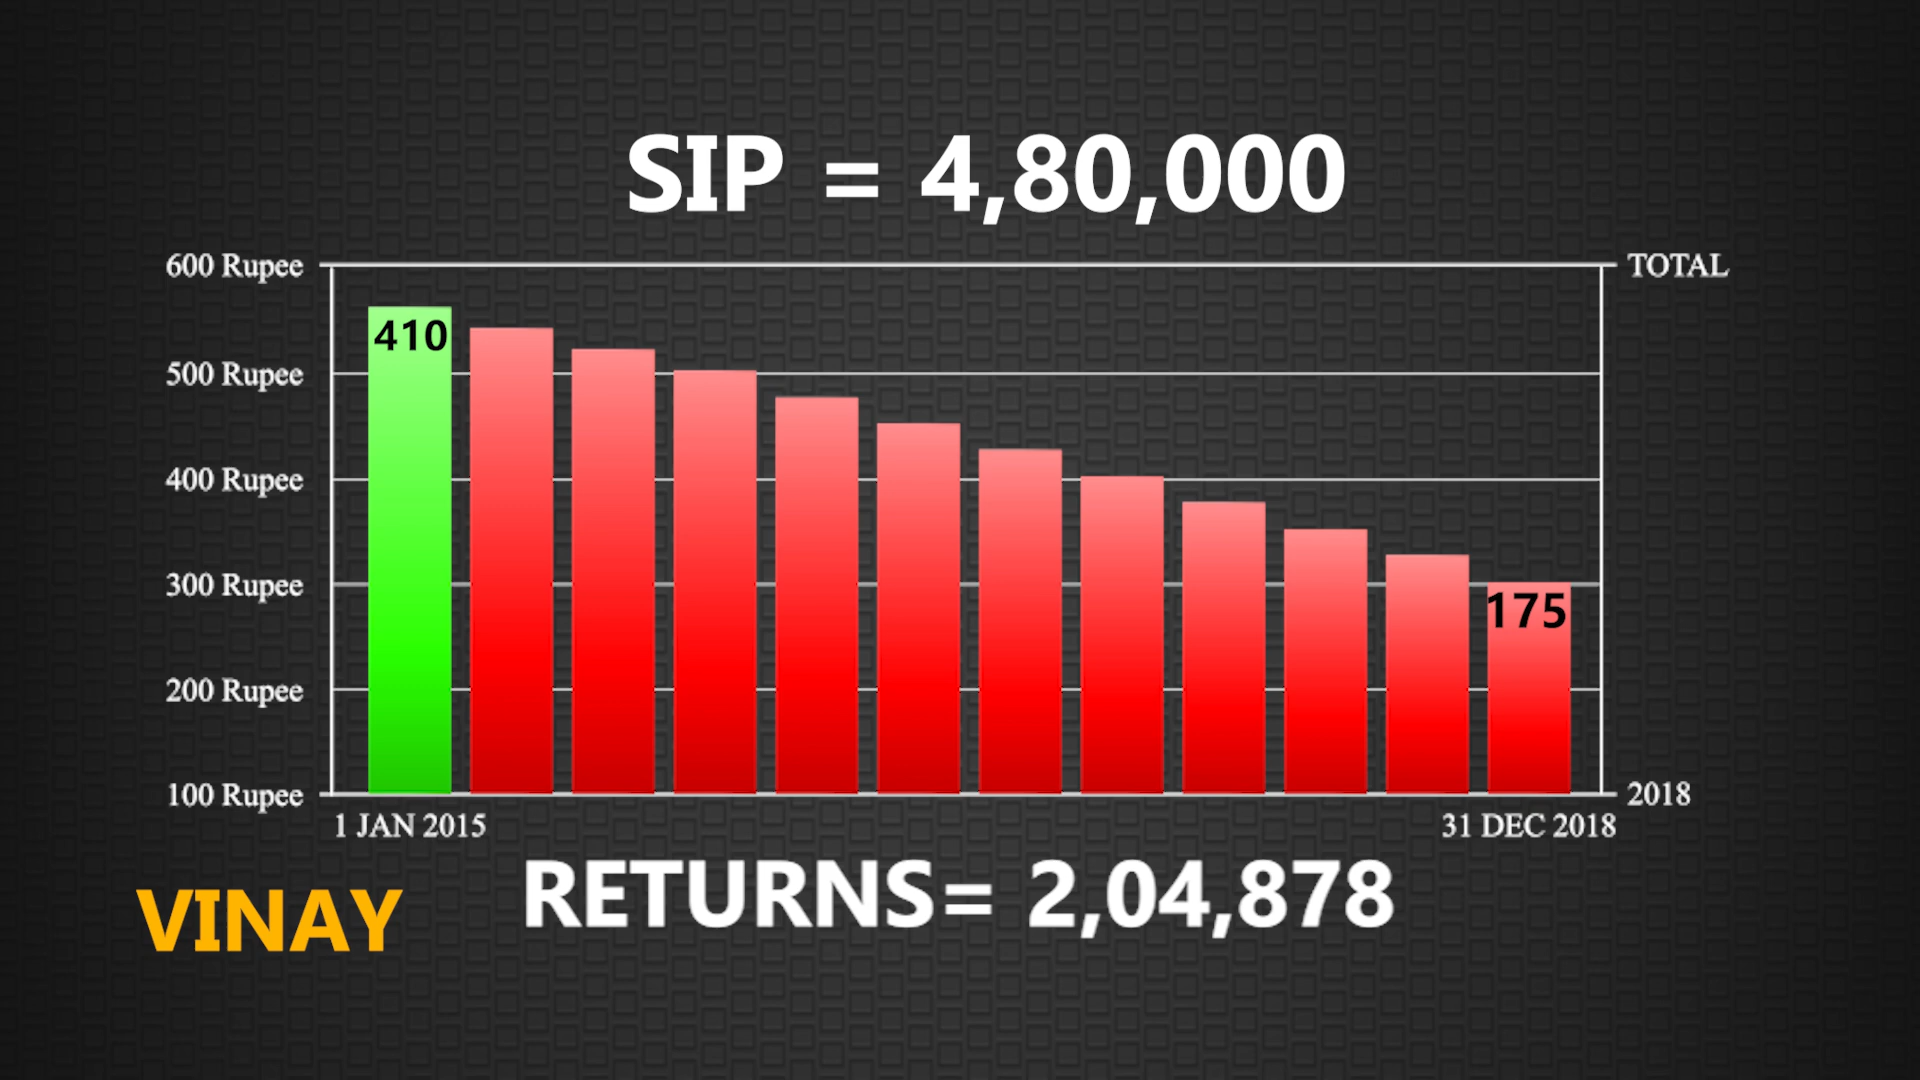 SIP = 4,80,000
600 Rupee
TOTAL
410
500 Rupee
400 Rupee
300 Rupee
175
200 Rupee
100 Rupee
2018
1 JAN 2015
31 DEC 2018
RETURNS= 2,04,878
VINAY